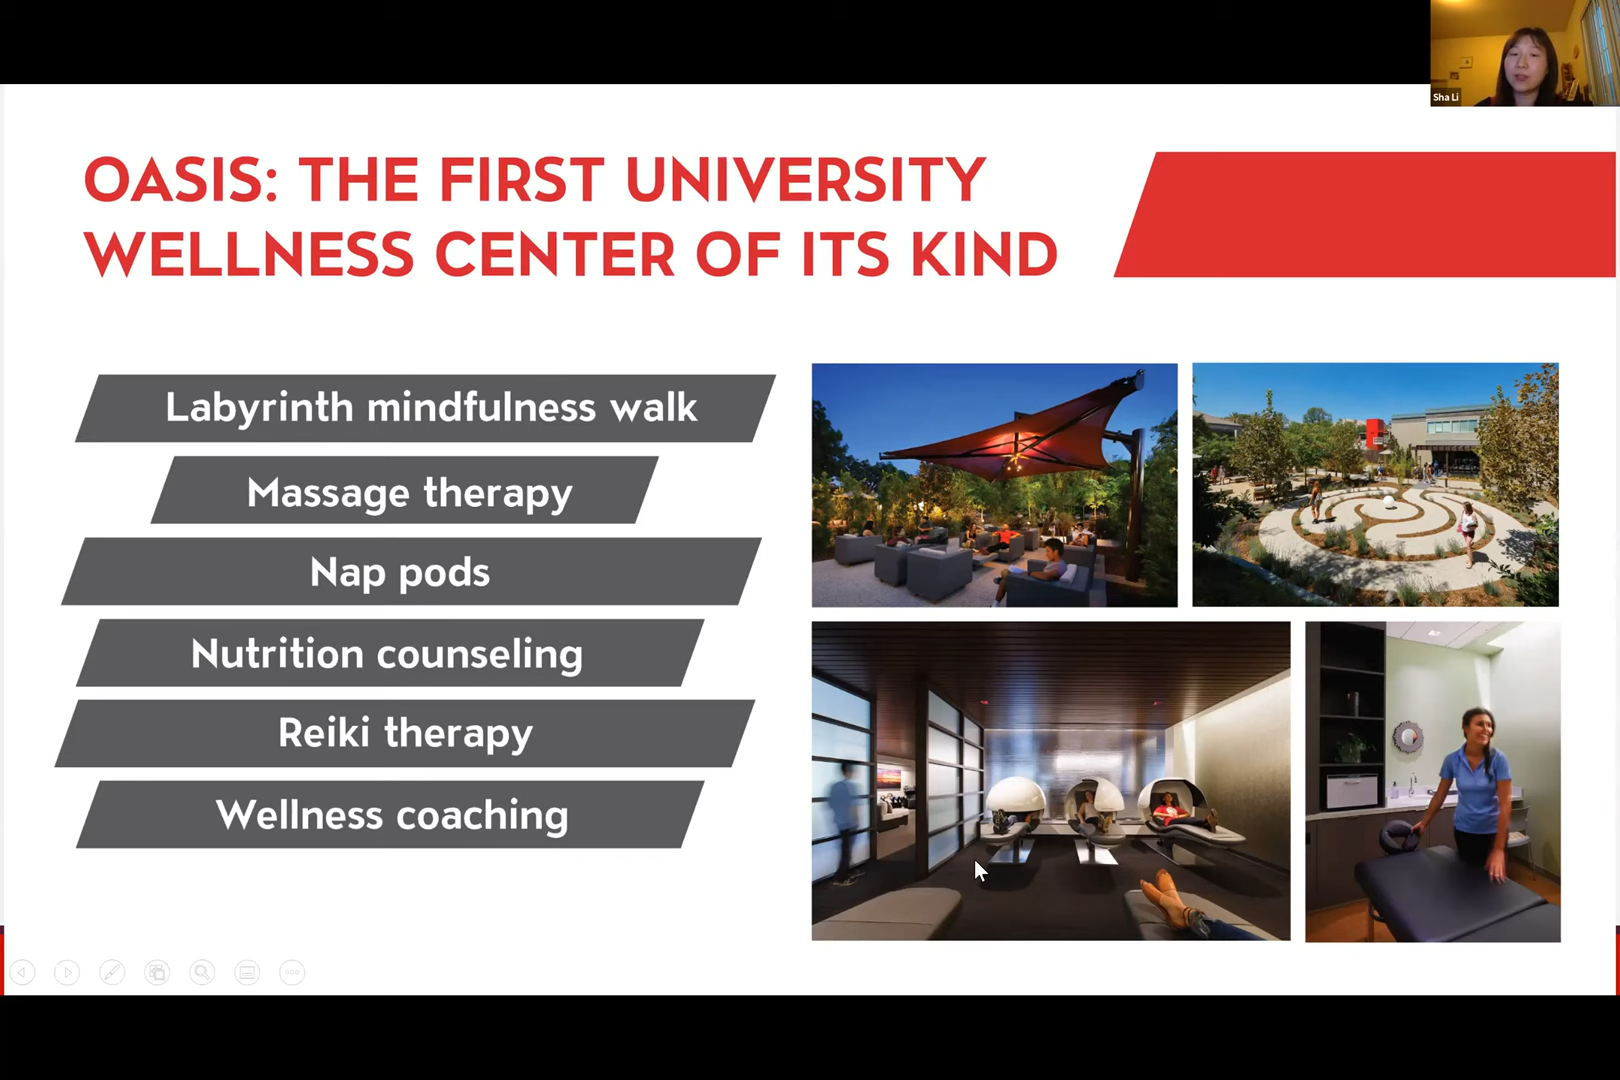 Sha Li
OASIS: THE FIRST UNIVERSITY
WELLNESS CENTER OF ITS KIND
Labyrinth mindfulness walk
Massage therapy
Nap pods
Nutrition counseling
Reiki therapy
Wellness coaching